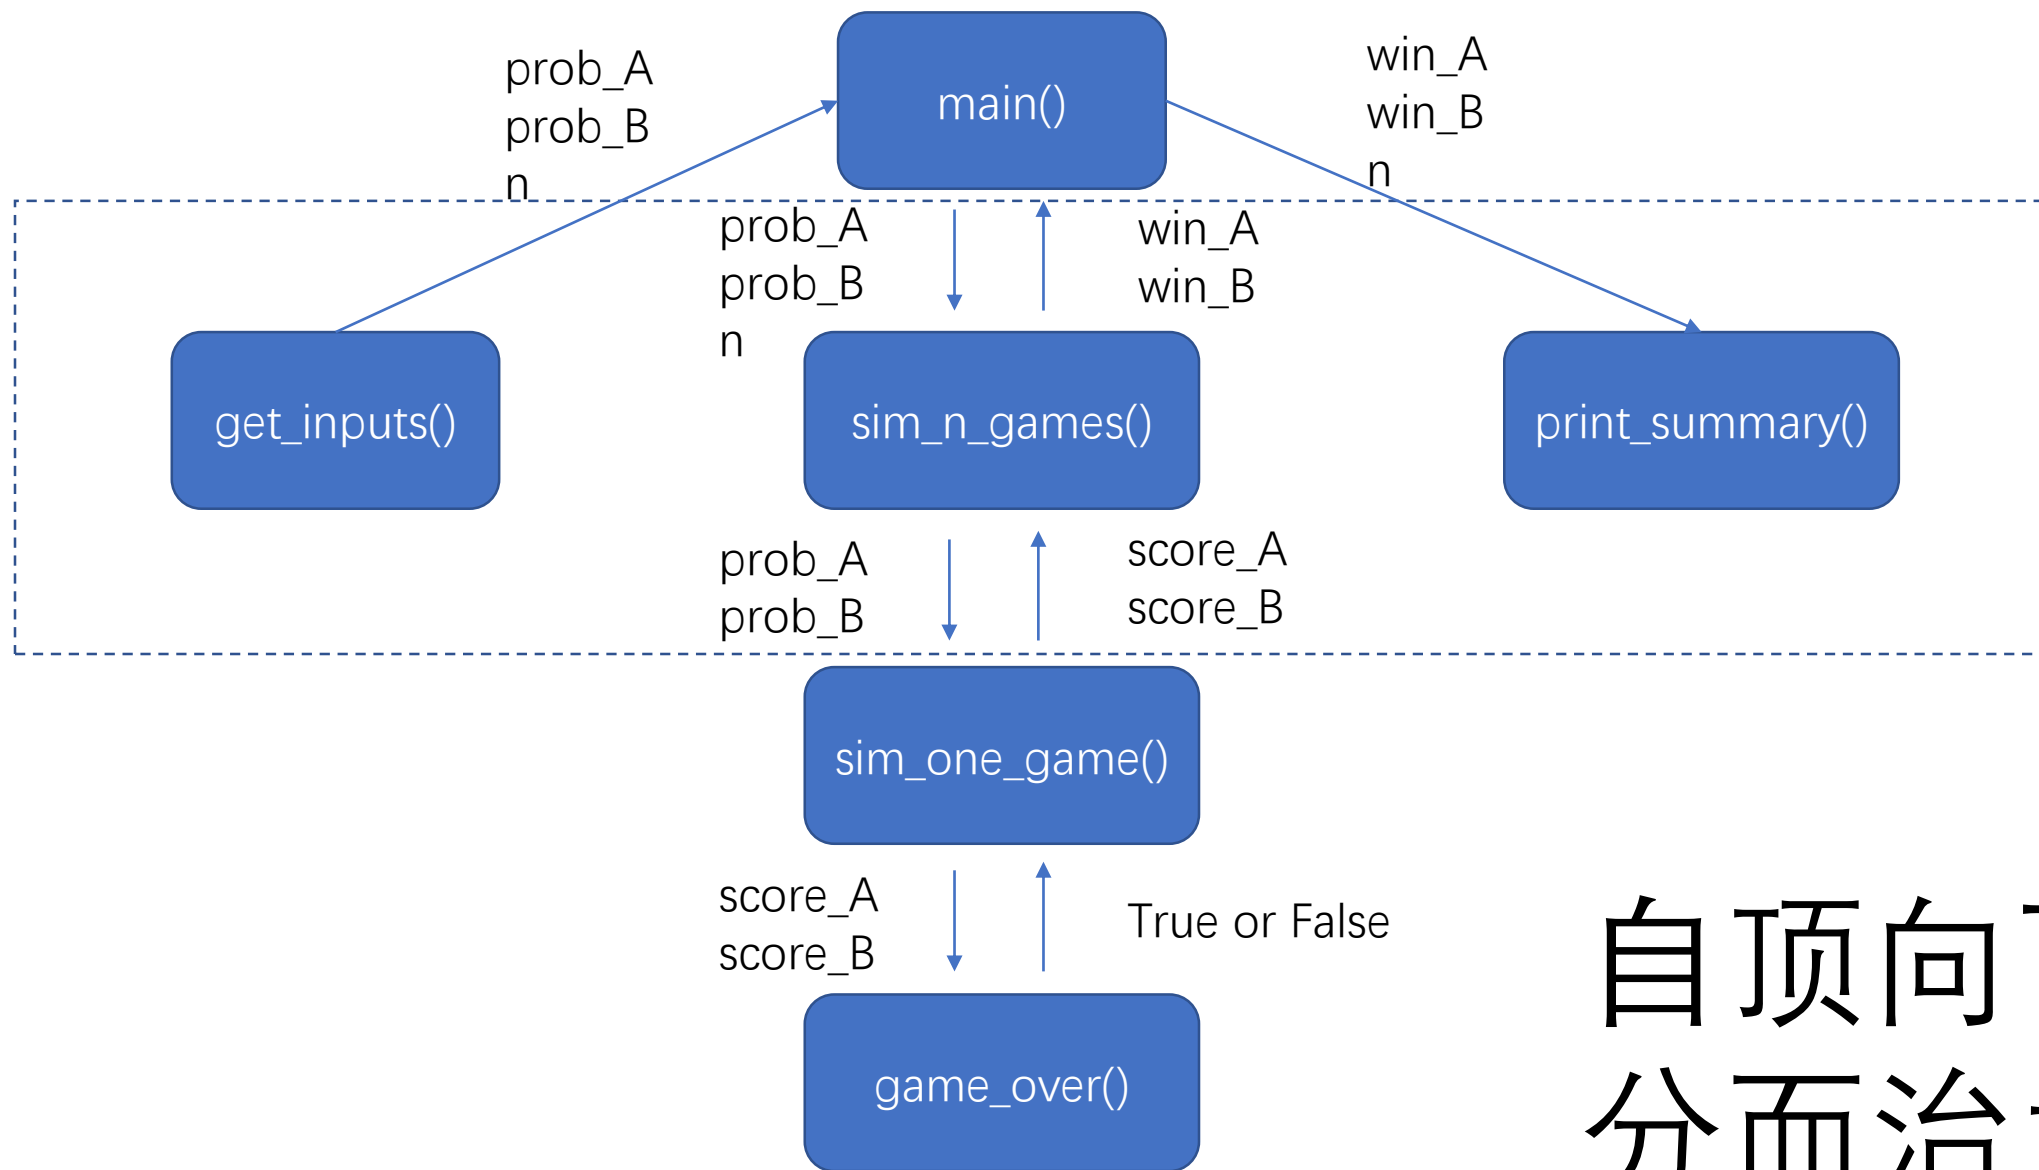 prob_A
prob_B
n
main()
win_A
win_B
n
prob_A
prob_B
n
win_A
win_B
get_inputs()
sim_n_games()
print_summary()
prob_A
prob_B
score_A
score_B
sim_one_game()
score_A
score_B
True or False
game_over()
自顶向
分而治